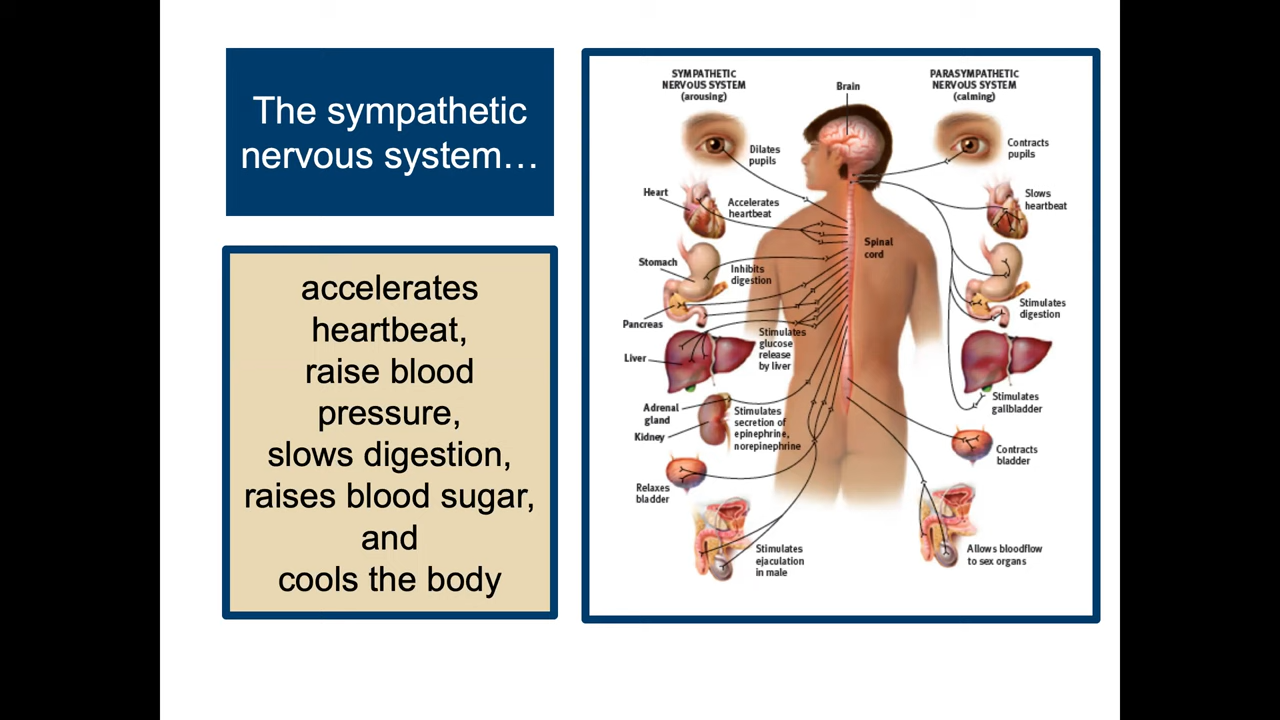 The sympathetic
nervous system…
accelerates
heartbeat,
raise blood
pressure,
slows digestion,
raises blood sugar,
and
cools the body
SYMPATHETIC
NERVOUS SYSTEM
(arousing)
Brain
PARASYMPATHETIC
NERVOUS SYSTEM
(calming)
Dilates
pupils
Contracts
pupils
Heart
Accelerates
heartbeat
Slows
heartbeat
Spinal
cord
Stomach
Inhibits
digestion
Pancreas
Stimulates
digestion
Liver
Stimulates
glucose
release
by liver
Stimulates
gallbladder
Adrenal
gland
Kidney
Stimulates
secretion of
epinephrine,
norepinephrine
Contracts
bladder
Relaxes
bladder
Stimulates
ejaculation
in male
Allows bloodflow
to sex organs